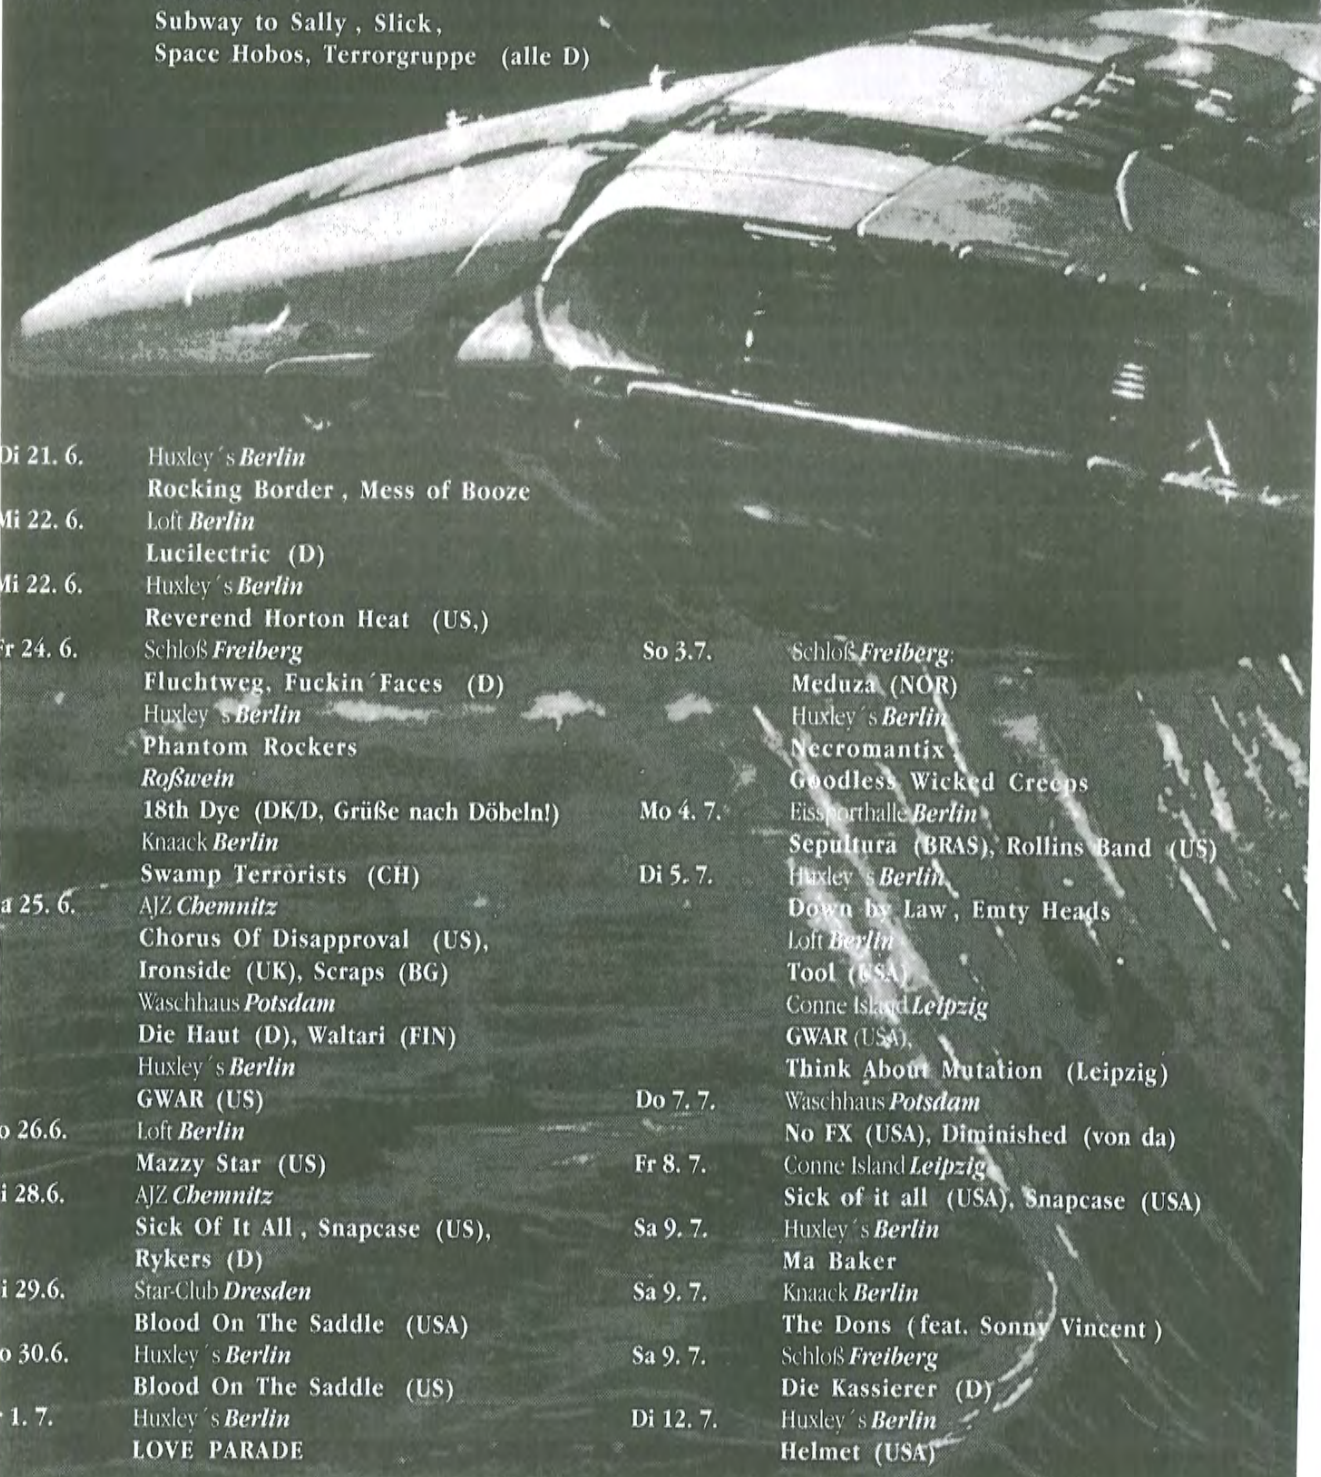 Subway to Sally , Slick,
Space Hobos, Terrorgruppe (alle D)
Di 21. 6. Huxley´s Berlin
Rocking Border , Mess of Booze
Mi 22. 6. Loft Berlin
Lucilectric (D)
Mi 22. 6. Huxley´s Berlin
Reverend Horton Heat (US,)
Fr 24. 6. Schloß Freiberg
Fluchtweg, Fuckin´Faces (D)
Huxley´s Berlin
Phantom Rockers
Roßwein
18th Dye (DK/D, Grüße nach Döbeln!)
Knaack Berlin
Swamp Terrorists (CH)
a 25. 6. AJZ Chemnitz
Chorus Of Disapproval (US),
Ironside (UK), Scraps (BG)
Waschhaus Potsdam
Die Haut (D), Waltari (FIN)
Huxley´s Berlin
GWAR (US)
o 26.6. Loft Berlin
Mazzy Star (US)
i 28.6. AJZ Chemnitz
Sick Of It All , Snapcase (US),
Rykers (D)
i 29.6. Star-Club Dresden
Blood On The Saddle (USA)
o 30.6. Huxley´s Berlin
Blood On The Saddle (US)
1. 7. Huxley´s Berlin
LOVE PARADE
So 3.7. Schloß Freiberg:
Meduza (NOR)
Huxley´s Berlin
Necromantix,
Goodless Wicked Creeps
Mo 4. 7. Eissporthalle Berlin
Sepultura (BRAS), Rollins Band (US)
Di 5. 7. Huxley´s Berlin
Down by Law , Emty Heads
Loft Berlin
Tool (USA)
Conne Island Leipzig
GWAR (USA),
Think About Mutation (Leipzig)
Do 7. 7. Waschhaus Potsdam
No FX (USA), Diminished (von da)
Fr 8. 7. Conne Island Leipzig
Sick of it all (USA), Snapcase (USA)
Sa 9. 7. Huxley´s Berlin
Ma Baker
Sa 9. 7. Knaack Berlin
The Dons (feat. Sonny Vincent )
Sa 9. 7. Schloß Freiberg
Die Kassierer (D)
Di 12. 7. Huxley´s Berlin
Helmet (USA)